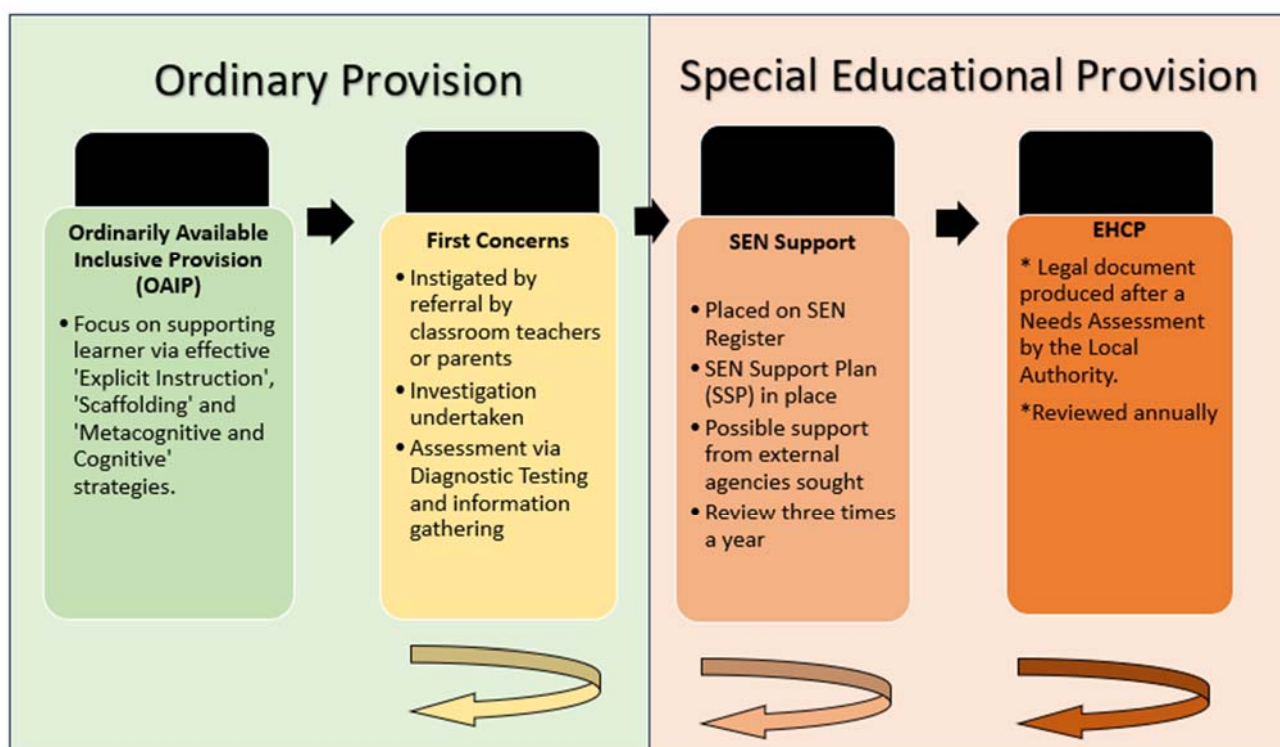 Ordinary Provision
Special Educational Provision
Ordinarily Available
Inclusive Provision
(OAIP)
• Focus on supporting
learner via effective
'Explicit Instruction',
'Scaffolding' and
'Metacognitive and
Cognitive'
strategies.
First Concerns
• Instigated by
referral by
classroom teachers
or parents
• Investigation
undertaken
• Assessment via
Diagnostic Testing
and information
gathering
SEN Support
• Placed on SEN
Register
• SEN Support Plan
(SSP) in place
• Possible support
from external
agencies sought
• Review three times
a year
EHCP
* Legal document
produced after a
Needs Assessment
by the Local
Authority.
*Reviewed annually